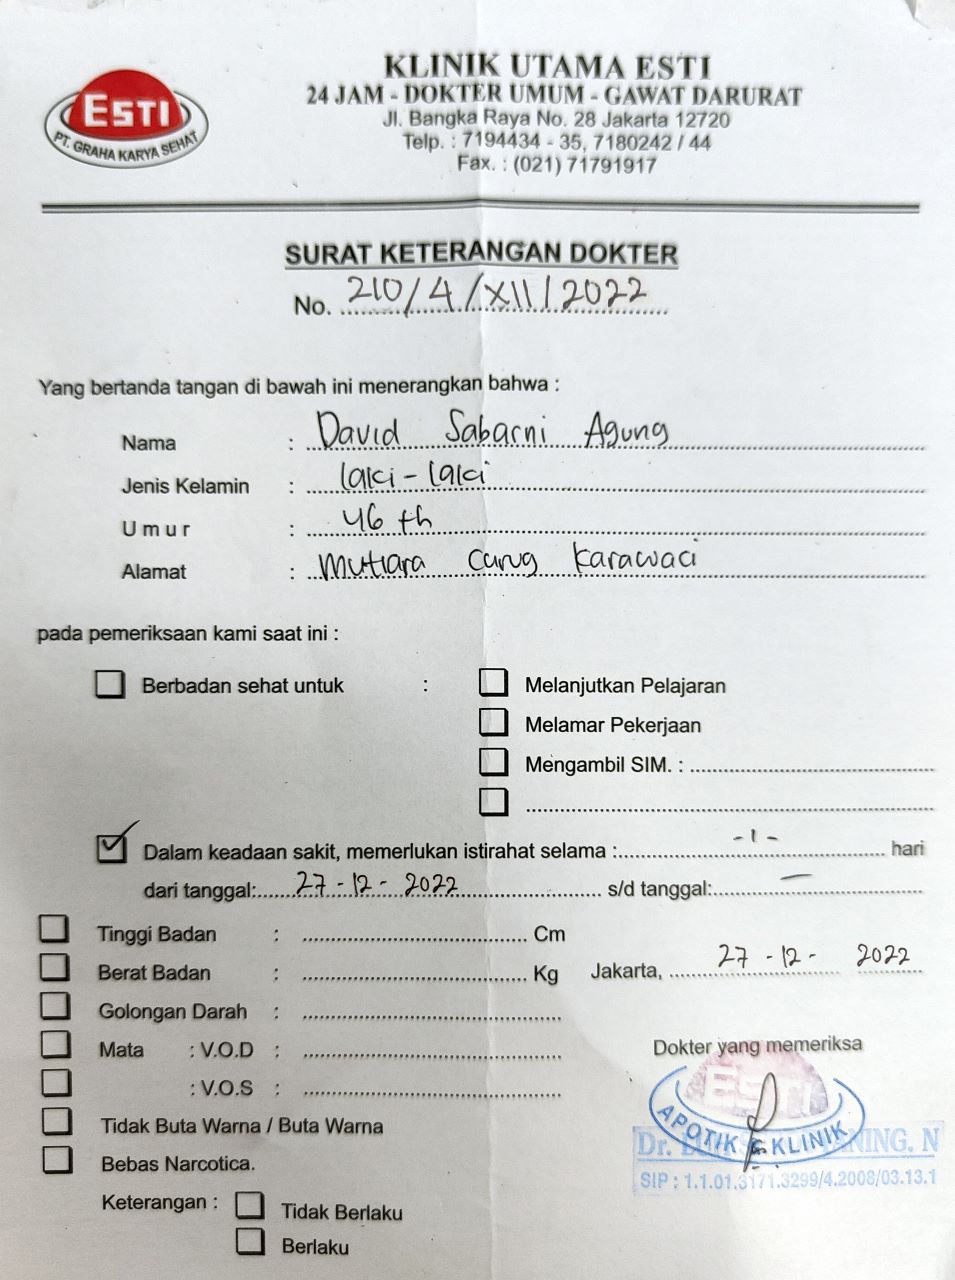 ESTI
PT. GRAHA KARYA SEHAT
KLINIK UTAMA ESTI
24 JAM - DOKTER UMUM - GAWAT DARURAT
Jl. Bangka Raya No. 28 Jakarta 12720
Telp. : 7194434 - 35, 7180242 / 44
Fax. : (021) 71791917
SURAT KETERANGAN DOKTER
No. 210/4/XII/2022
Yang bertanda tangan di bawah ini menerangkan bahwa :
Nama : David Sabarni Agung
Jenis Kelamin : laki-laki
Umur : 46 th
Alamat : Mutiara Curug Karawaci
pada pemeriksaan kami saat ini :
Berbadan sehat untuk : Melanjutkan Pelajaran
Melamar Pekerjaan
Mengambil SIM. :
Dalam keadaan sakit, memerlukan istirahat selama : -1- hari
dari tanggal: 27-12-2022 s/d tanggal: —
Tinggi Badan : Cm
Berat Badan : Kg Jakarta, 27-12-2022
Golongan Darah :
Mata : V.O.D : Dokter yang memeriksa
: V.O.S : ESTI
APOTIK & KLINIK
Tidak Buta Warna / Buta Warna Dr. NING. N
Bebas Narcotica. SIP : 1.1.01.3171.3299/4.2008/03.13.1
Keterangan : Tidak Berlaku
Berlaku